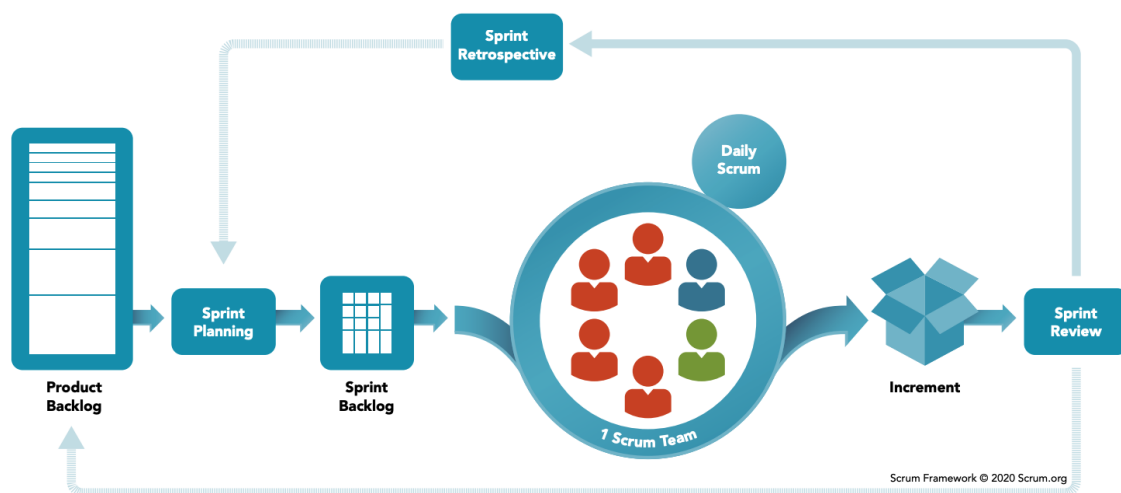 Sprint
Retrospective
Daily
Scrum
Sprint
Planning
Sprint
Review
Product
Backlog
Sprint
Backlog
1 Scrum Team
Increment
Scrum Framework © 2020 Scrum.org